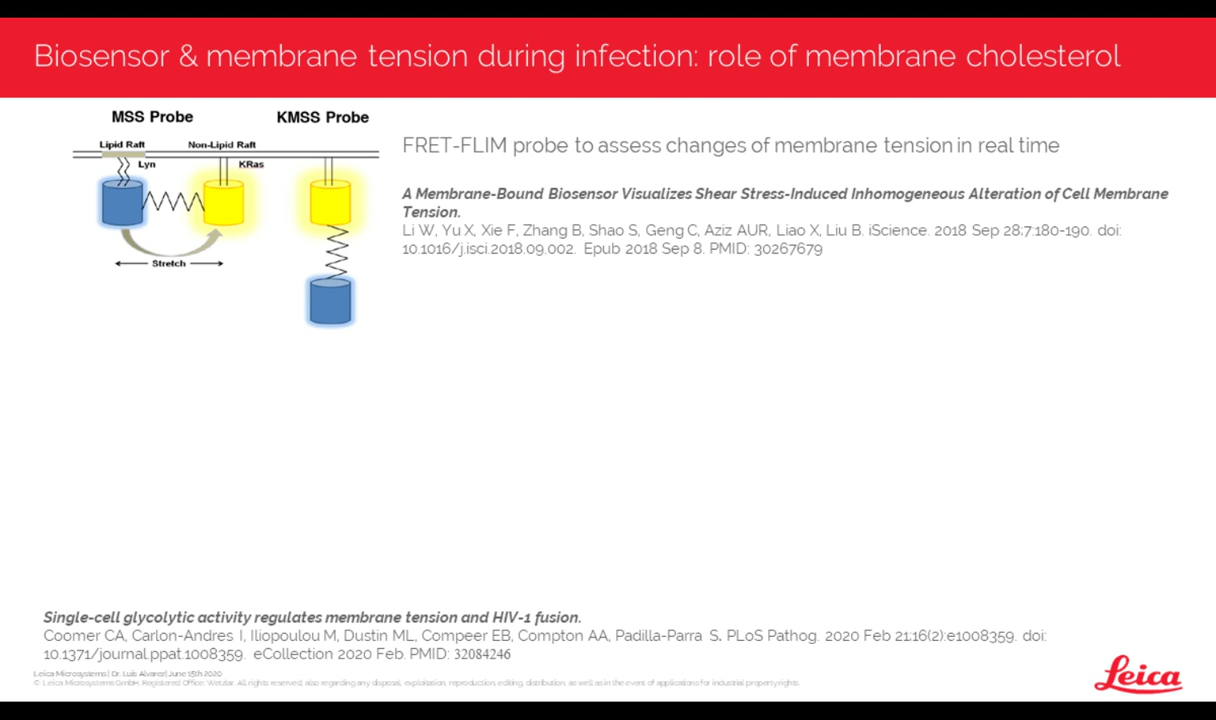 Biosensor & membrane tension during infection: role of membrane cholesterol
MSS Probe
KMSS Probe
Lipid Raft
Non-Lipid Raft
Lyn
KRas
Stretch
FRET-FLIM probe to assess changes of membrane tension in real time
A Membrane-Bound Biosensor Visualizes Shear Stress-Induced Inhomogeneous Alteration of Cell Membrane
Tension.
Li W, Yu X, Xie F, Zhang B, Shao S, Geng C, Aziz AUR, Liao X, Liu B. iScience. 2018 Sep 28;7:180-190. doi:
10.1016/j.isci.2018.09.002. Epub 2018 Sep 8. PMID: 30267679
Single-cell glycolytic activity regulates membrane tension and HIV-1 fusion.
Coomer CA, Carlon-Andres I, Iliopoulou M, Dustin ML, Compeer EB, Compton AA, Padilla-Parra S. PLoS Pathog. 2020 Feb 21;16(2):e1008359. doi:
10.1371/journal.ppat.1008359. eCollection 2020 Feb. PMID: 32084246
Leica Microsystems | Dr. Luis Alvarez | June 15th 2020
© Leica Microsystems GmbH. Registered Office: Wetzlar. All rights reserved, also regarding any disposal, exploitation, reproduction, editing, distribution, as well as in the event of applications for industrial property rights.
Leica